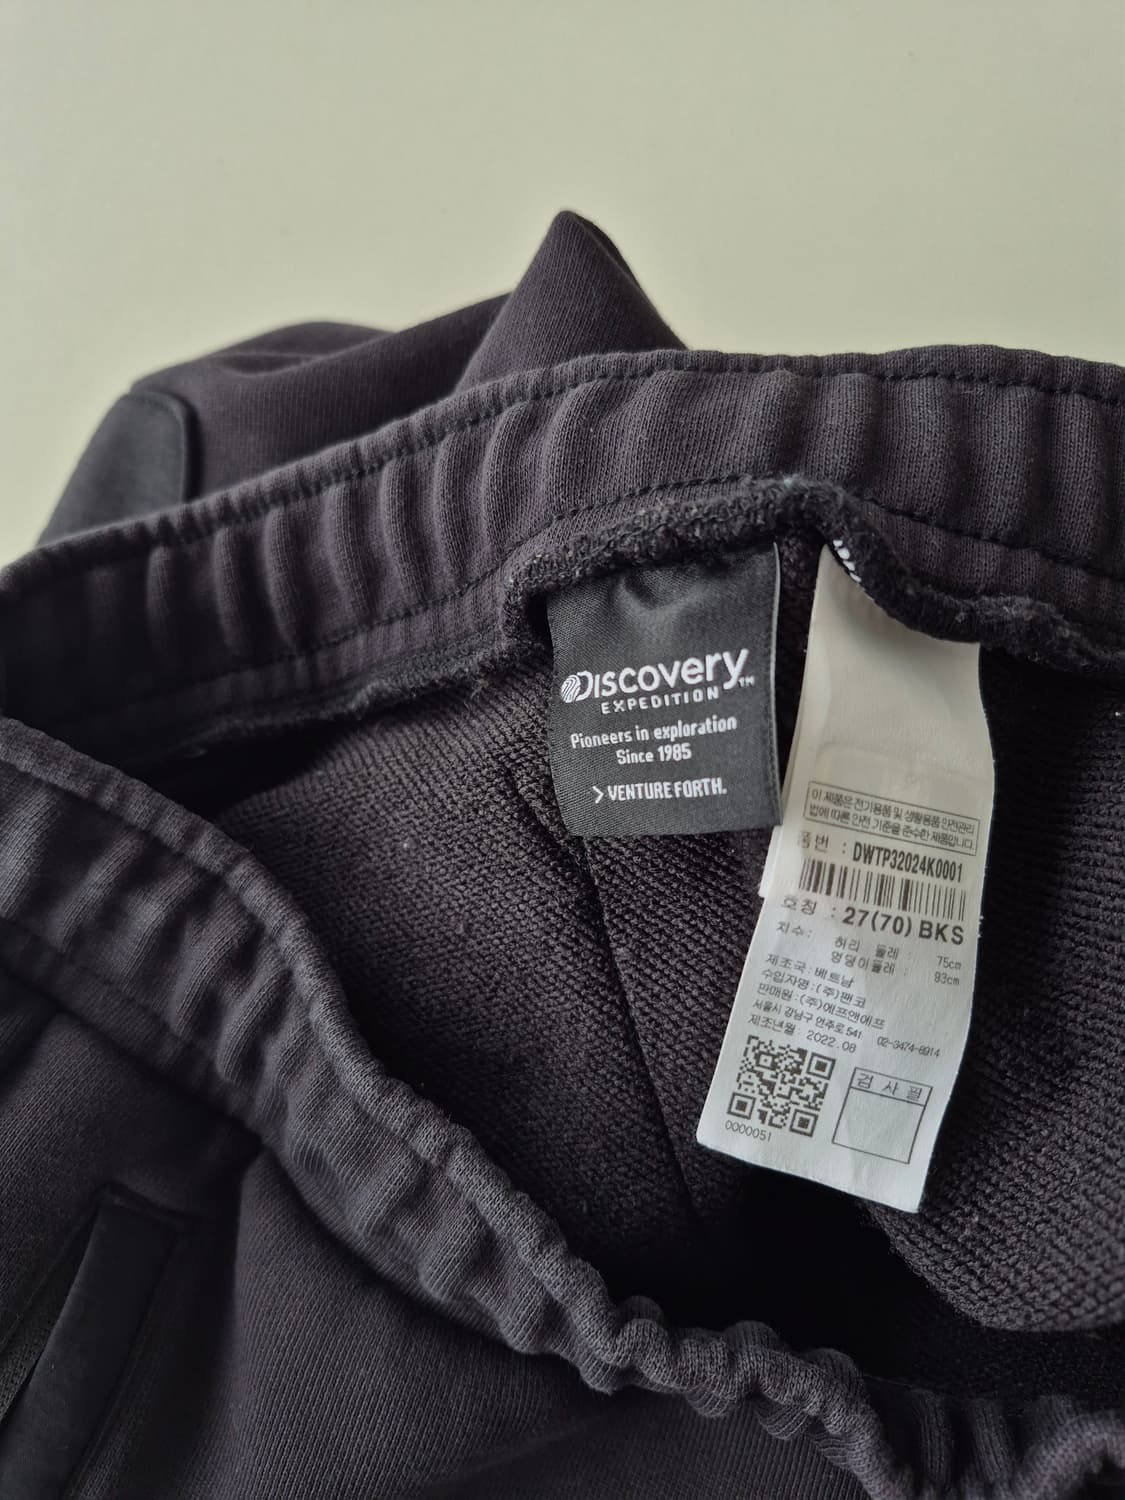 Discovery™
EXPEDITION
Pioneers in exploration
Since 1985
> VENTURE FORTH.
이 제품은 전기용품 및 생활용품 안전관리
법에 따른 안전 기준을 준수한 제품입니다.
품번 : DWTP32024K0001
호칭 : 27(70) BKS
치수 : 허리 둘레 : 75cm
엉덩이둘레 : 93cm
제조국 : 베트남
수입자명 : (주)팬코
판매원 : (주)에프앤에프
서울시 강남구 언주로 541 02-3474-8914
제조년월 2022.08
검 사 필
0000051